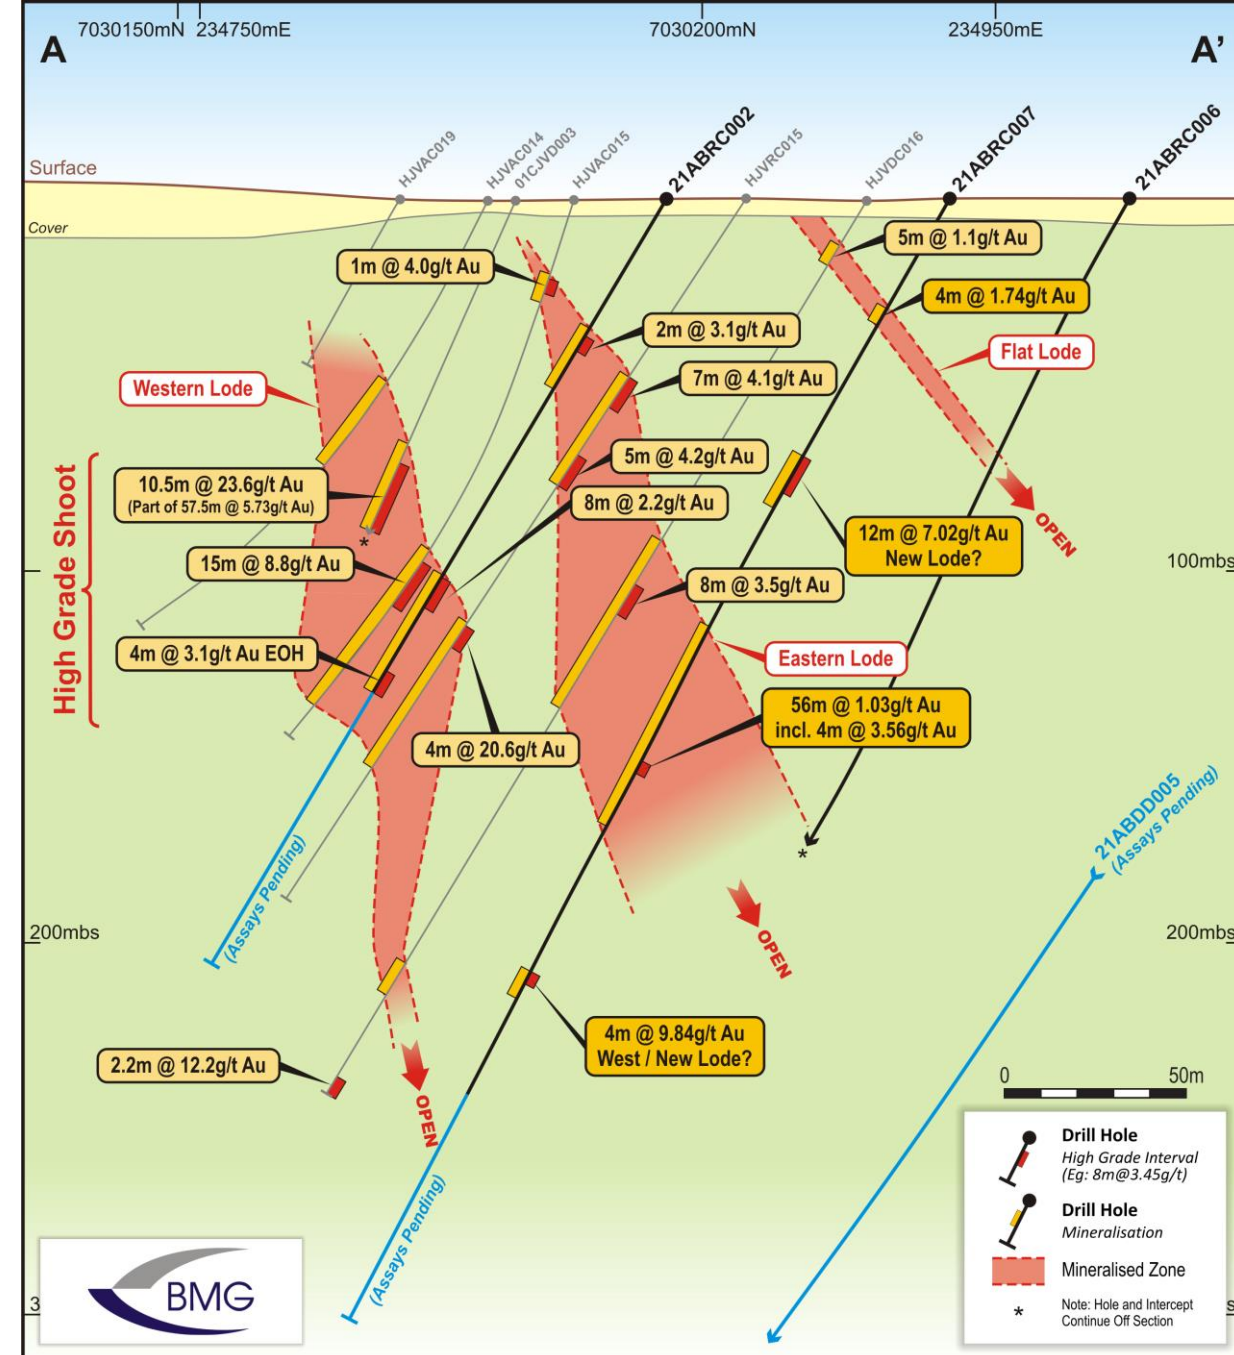 7030150mN
234750mE
7030200mN
234950mE
A
A'
Surface
Cover
HJVAC019
HJVAC014
01CJVD003
HJVAC015
21ABRC002
HJVRC015
HJVDC016
21ABRC007
21ABRC006
1m @ 4.0g/t Au
5m @ 1.1g/t Au
4m @ 1.74g/t Au
2m @ 3.1g/t Au
Flat Lode
7m @ 4.1g/t Au
Western Lode
5m @ 4.2g/t Au
High Grade Shoot
10.5m @ 23.6g/t Au
(Part of 57.5m @ 5.73g/t Au)
8m @ 2.2g/t Au
*
12m @ 7.02g/t Au
New Lode?
OPEN
100mbs
15m @ 8.8g/t Au
8m @ 3.5g/t Au
4m @ 3.1g/t Au EOH
Eastern Lode
56m @ 1.03g/t Au
incl. 4m @ 3.56g/t Au
4m @ 20.6g/t Au
21ABDD005
(Assays Pending)
*
(Assays Pending)
200mbs
200mbs
OPEN
4m @ 9.84g/t Au
West / New Lode?
2.2m @ 12.2g/t Au
OPEN
(Assays Pending)
0
50m
Drill Hole
High Grade Interval
(Eg: 8m@3.45g/t)
Drill Hole
Mineralisation
Mineralised Zone
*
Note: Hole and Intercept
Continue Off Section
BMG
3
s